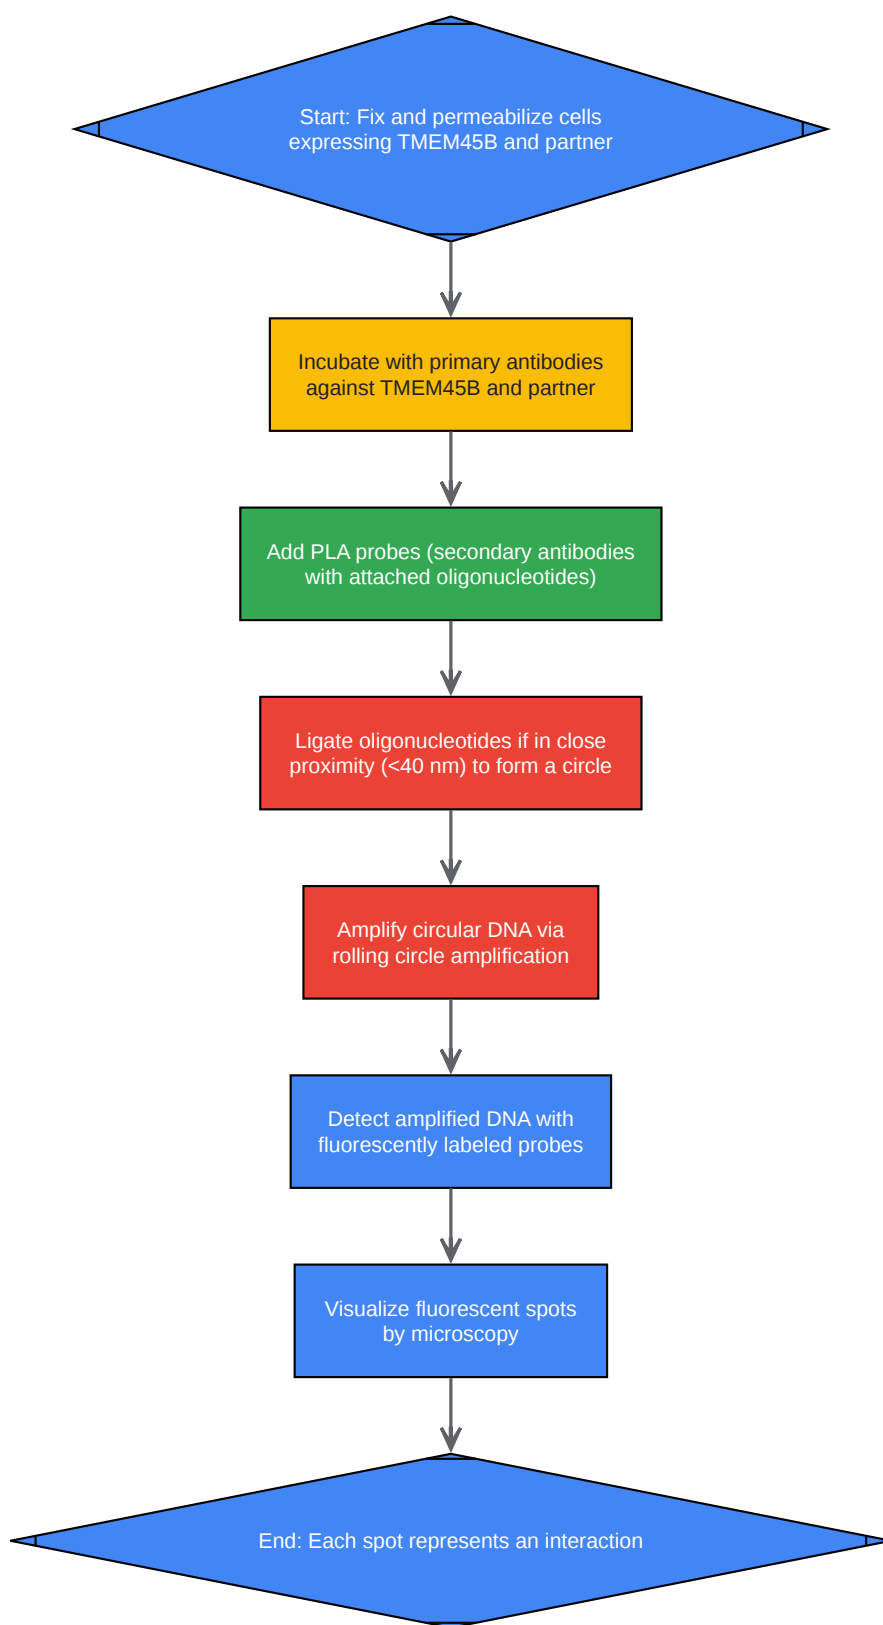 Start: Fix and permeabilize cells
expressing TMEM45B and partner
Incubate with primary antibodies
against TMEM45B and partner
Add PLA probes (secondary antibodies
with attached oligonucleotides)
Ligate oligonucleotides if in close
proximity (<40 nm) to form a circle
Amplify circular DNA via
rolling circle amplification
Detect amplified DNA with
fluorescently labeled probes
Visualize fluorescent spots
by microscopy
End: Each spot represents an interaction